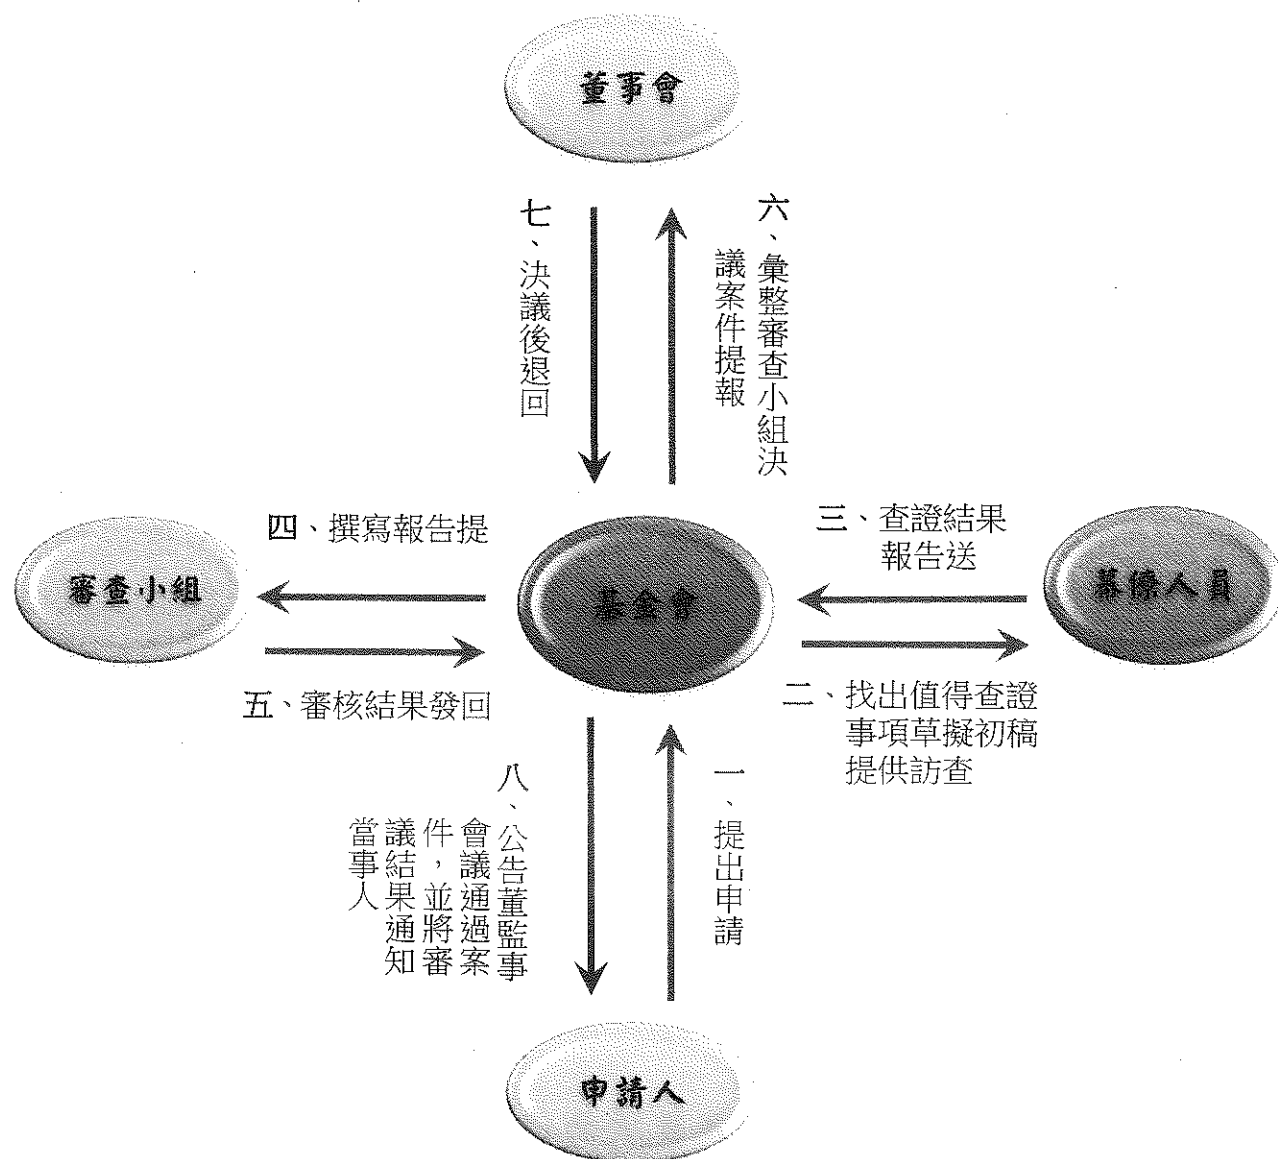 董事會
七、決議後退回
六、彙整審查小組決
議案件提報
四、撰寫報告提
三、查證結果
報告送
審查小組
基金會
幕僚人員
五、審核結果發回
二、找出值得查證
事項草擬初稿
提供訪查
八、公告董監事
會議通過案
件，並將審
議結果通知
當事人
一、提出申請
申請人